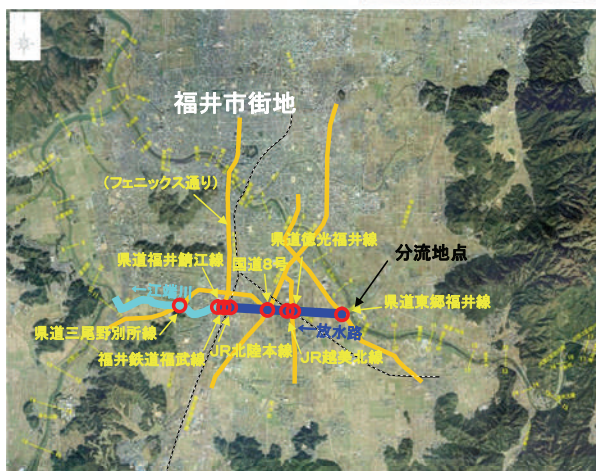 福井市街地
(フェニックス通り)
県道徳光福井線
県道福井鯖江線
国道8号
分流地点
一江端川
県道東郷福井線
県道三尾野別所線
←放水路
福井鉄道福武線
JR北陸本線
JR越美北線